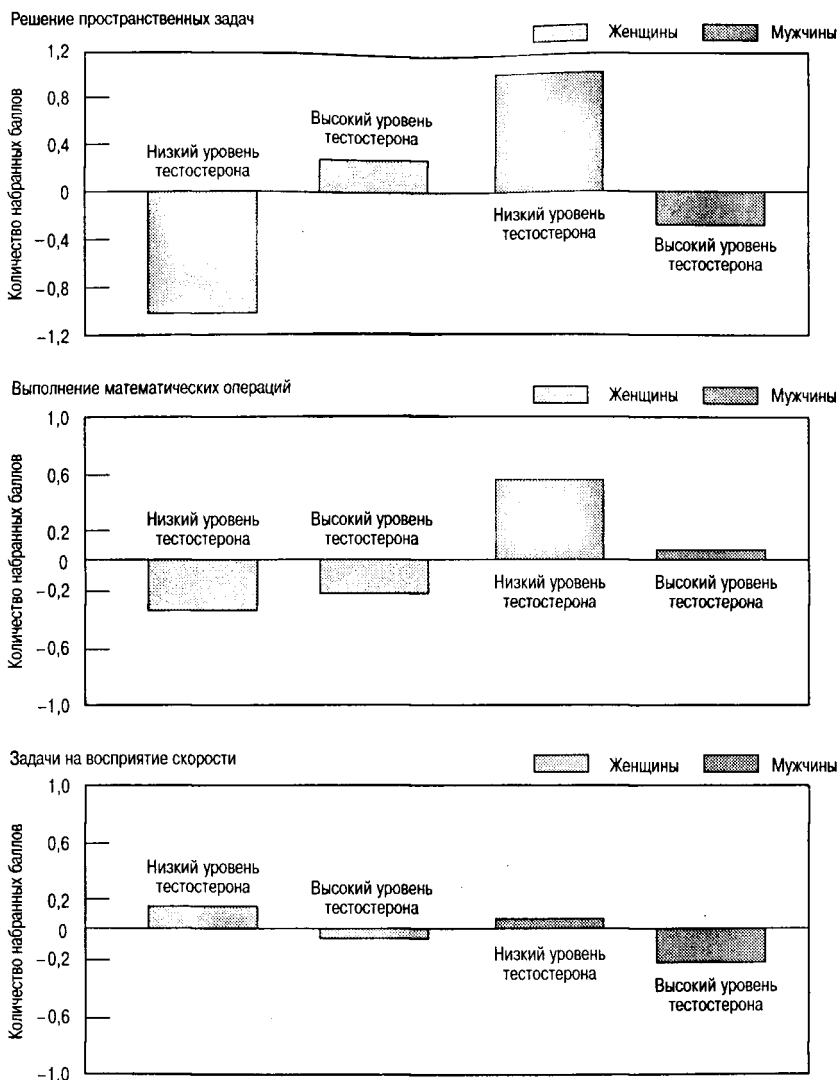 Решение пространственных задач
Женщины
Мужчины
Количество набранных баллов
1,2
0,8
0,4
0
−0,4
−0,8
−1,2
Низкий уровень
тестостерона
Высокий уровень
тестостерона
Низкий уровень
тестостерона
Высокий уровень
тестостерона
Выполнение математических операций
Женщины
Мужчины
Количество набранных баллов
1,0
0,6
0.2
0
−0,2
−0,6
−1,0
Низкий уровень
тестостерона
Высокий уровень
тестостерона
Низкий уровень
тестостерона
Высокий уровень
тестостерона
Задачи на восприятие скорости
Женщины
Мужчины
Количество набранных баллов
1,0
0,6
0,2
0
−0,2
−0,6
−1,0
Низкий уровень
тестостерона
Высокий уровень
тестостерона
Низкий уровень
тестостерона
Высокий уровень
тестостерона